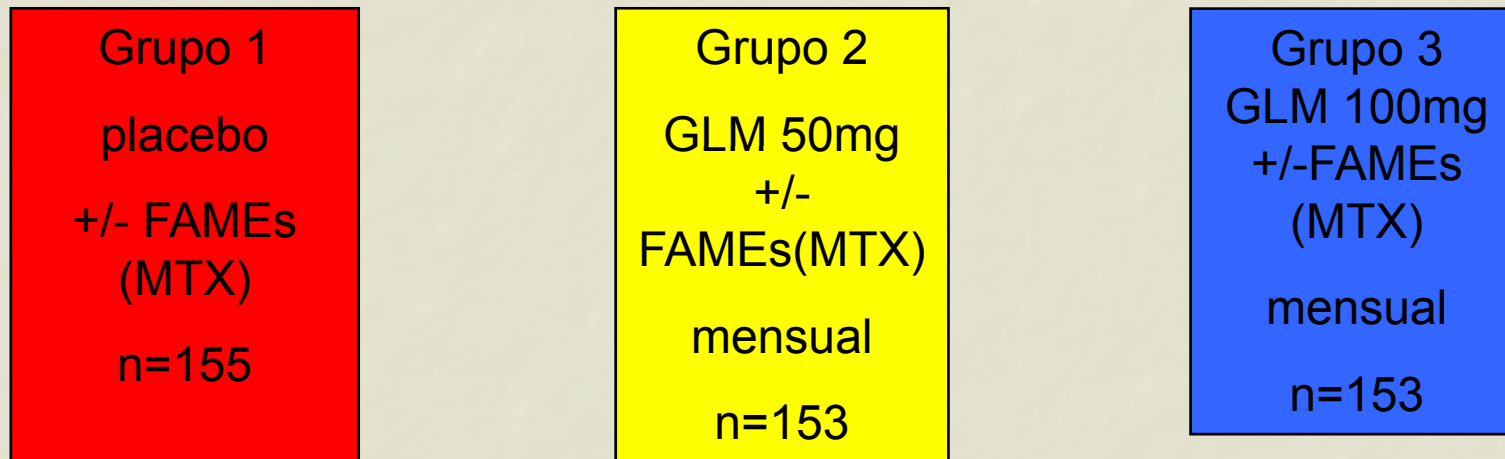 Grupo 1
placebo
+/- FAMEs
(MTX)
n=155
Grupo 2
GLM 50mg
+/-
FAMEs(MTX)
mensual
n=153
Grupo 3
GLM 100mg
+/-FAMEs
(MTX)
mensual
n=153